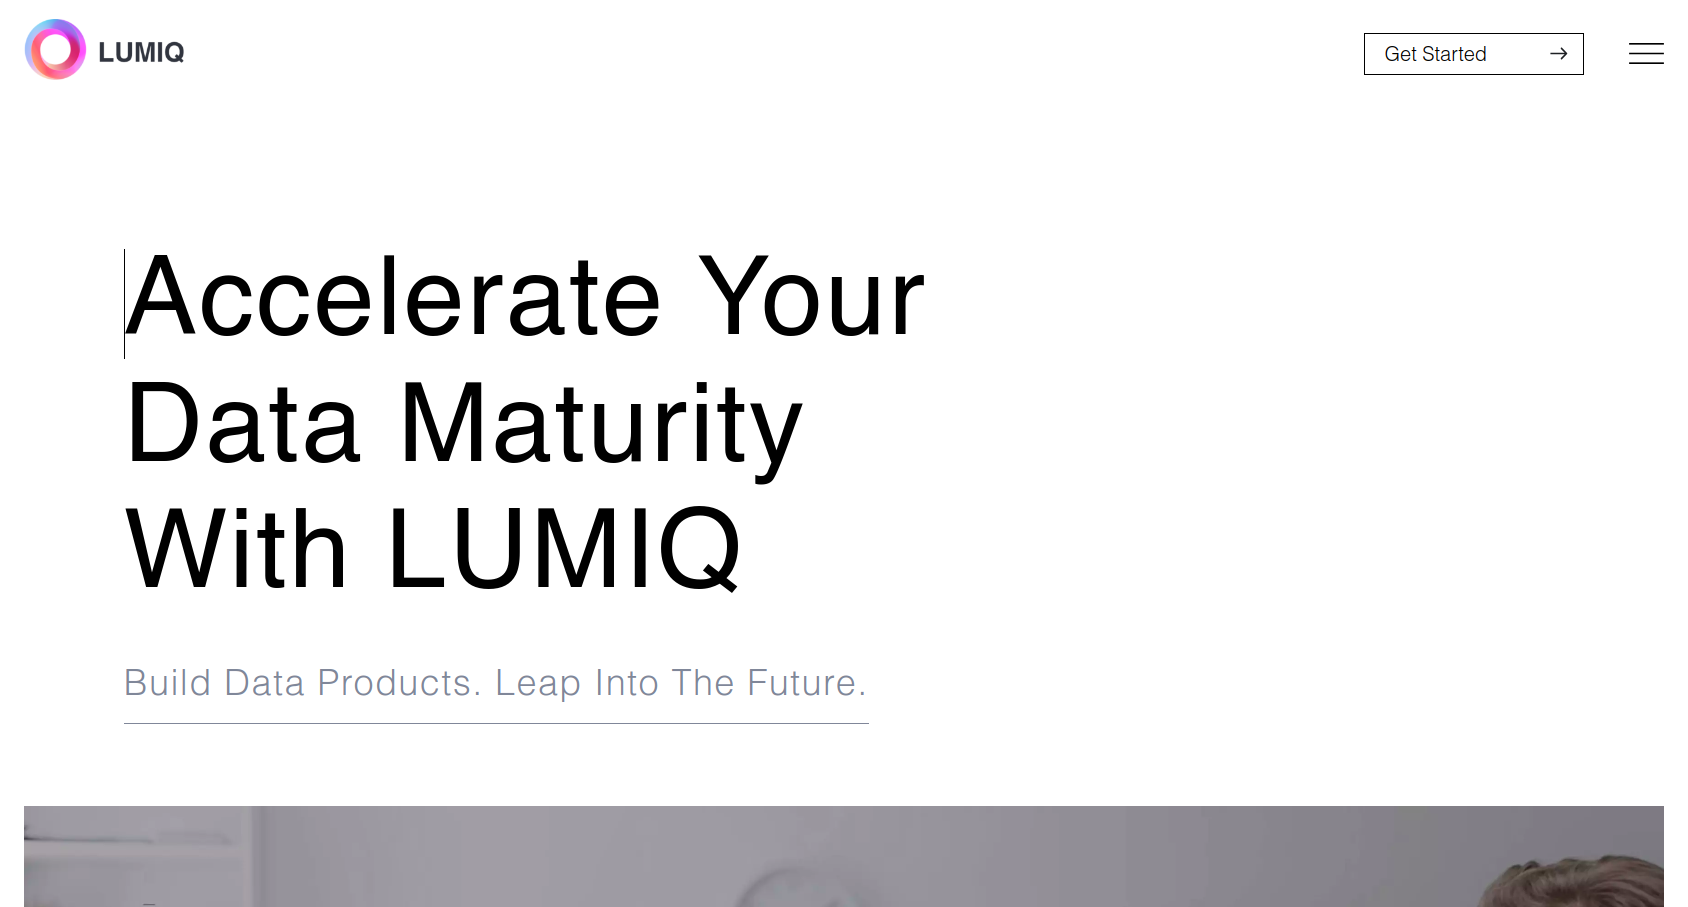 LUMIQ
Get Started
Accelerate Your
Data Maturity
With LUMIQ
Build Data Products. Leap Into The Future.